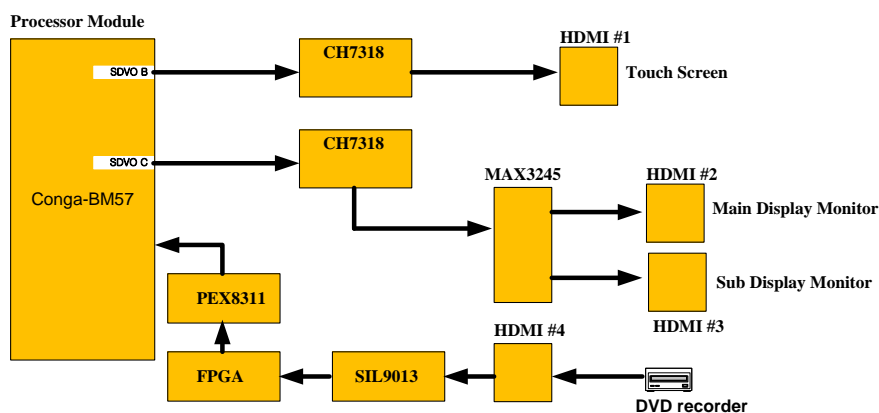 Processor Module
SDVO B
CH7318
HDMI #1
Touch Screen
SDVO C
CH7318
Conga-BM57
MAX3245
HDMI #2
Main Display Monitor
Sub Display Monitor
HDMI #3
PEX8311
FPGA
SIL9013
HDMI #4
DVD recorder